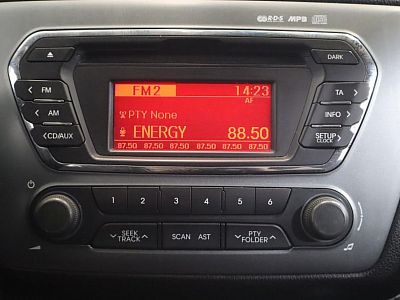 R·D·S MP3
DARK
FM2 14:23
AF
< FM
TA >
PTY None
< AM
INFO >
ENERGY 88.50
< CD/AUX
SETUP >
CLOCK
87.50 87.50 87.50 87.50 87.50 87.50
1 2 3 4 5 6
SEEK
TRACK
SCAN AST
PTY
FOLDER